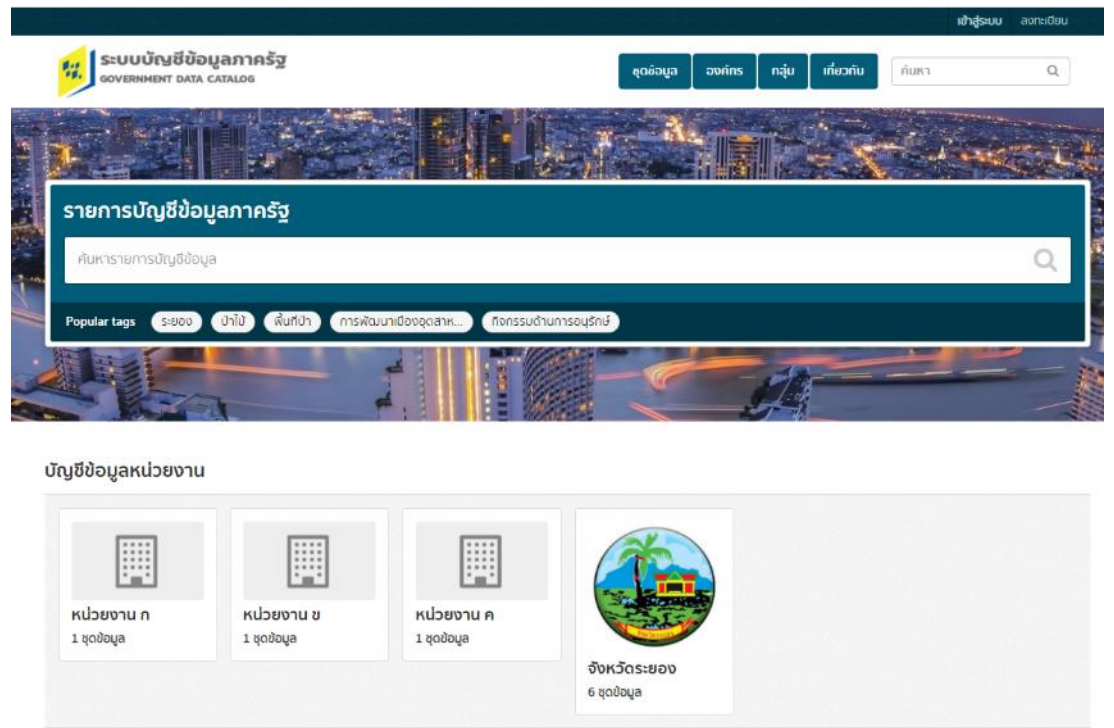 เข้าสู่ระบบ ลงทะเบียน
ระบบบัญชีข้อมูลภาครัฐ
GOVERNMENT DATA CATALOG
ชุดข้อมูล องค์กร กลุ่ม เกี่ยวกับ ค้นหา
รายการบัญชีข้อมูลภาครัฐ
ค้นหารายการบัญชีข้อมูล
Popular tags ระยอง ป่าไม้ พื้นที่ป่า การพัฒนาเมืองอุตสาห... กิจกรรมด้านการอนุรักษ์
บัญชีข้อมูลหน่วยงาน
หน่วยงาน ก หน่วยงาน ข หน่วยงาน ค
1 ชุดข้อมูล 1 ชุดข้อมูล 1 ชุดข้อมูล
จังหวัดระยอง
6 ชุดข้อมูล